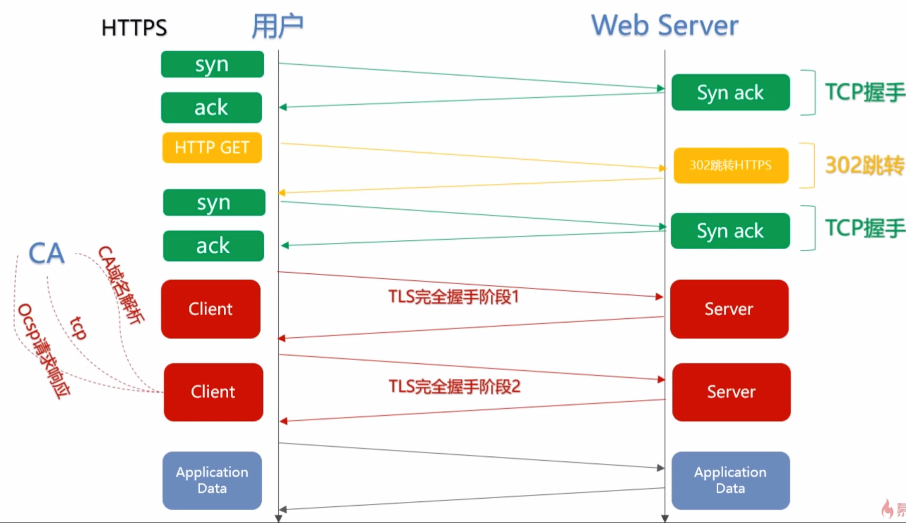 HTTPS
用户
Web Server
syn
ack
Syn ack
TCP握手
HTTP GET
302跳转HTTPS
302跳转
syn
ack
Syn ack
TCP握手
CA
CA域名解析
tcp
Ocsp请求响应
Client
TLS完全握手阶段1
Server
Client
TLS完全握手阶段2
Server
Application
Data
Application
Data